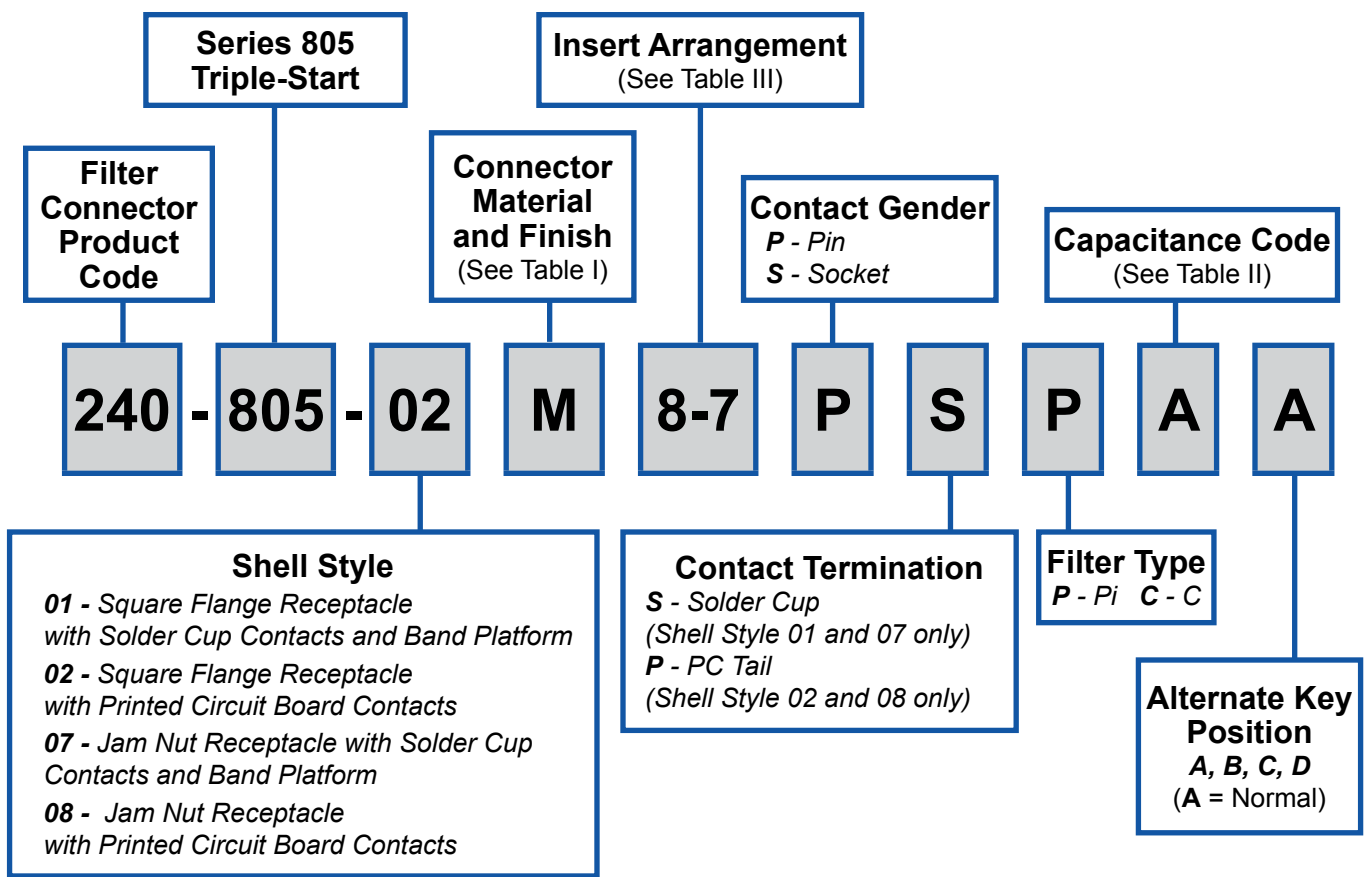 Series 805
Triple-Start
Insert Arrangement
(See Table III)
Filter
Connector
Product
Code
Connector
Material
and Finish
(See Table I)
Contact Gender
P - Pin
S - Socket
Capacitance Code
(See Table II)
240 - 805 - 02 M 8-7 P S P A A
Shell Style
01 - Square Flange Receptacle
with Solder Cup Contacts and Band Platform
02 - Square Flange Receptacle
with Printed Circuit Board Contacts
07 - Jam Nut Receptacle with Solder Cup
Contacts and Band Platform
08 - Jam Nut Receptacle
with Printed Circuit Board Contacts
Contact Termination
S - Solder Cup
(Shell Style 01 and 07 only)
P - PC Tail
(Shell Style 02 and 08 only)
Filter Type
P - Pi C - C
Alternate Key
Position
A, B, C, D
(A = Normal)